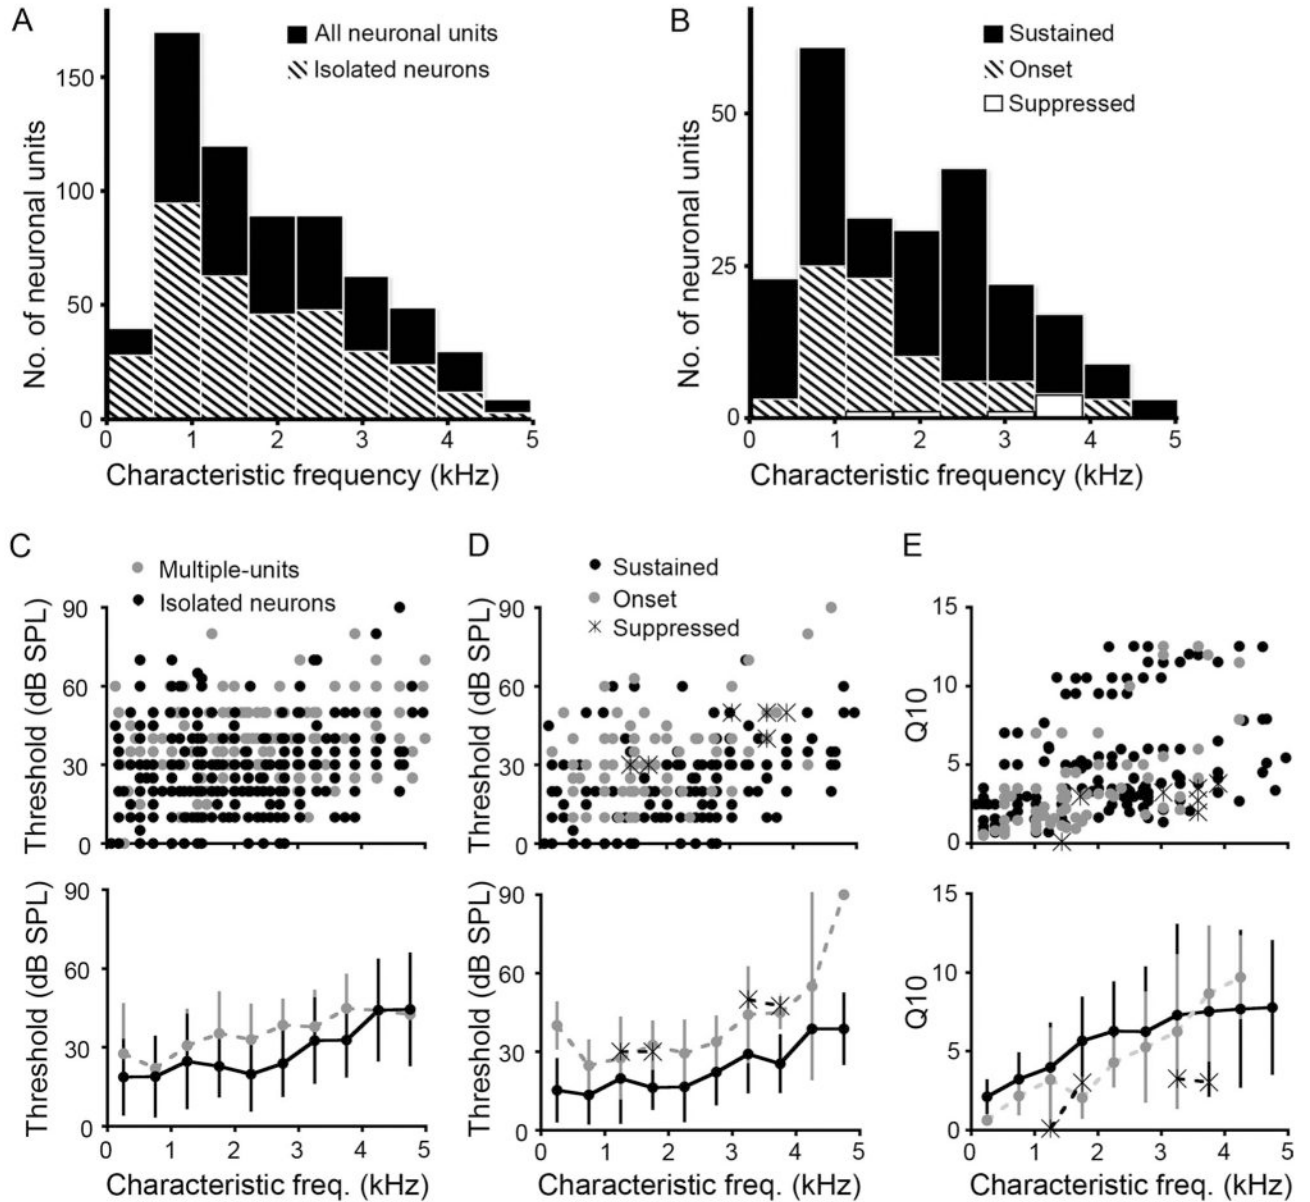 A
All neuronal units
Isolated neurons
No. of neuronal units
150
100
50
0
0 1 2 3 4 5
Characteristic frequency (kHz)
B
Sustained
Onset
Suppressed
No. of neuronal units
50
25
0
0 1 2 3 4 5
Characteristic frequency (kHz)
C
Multiple-units
Isolated neurons
Threshold (dB SPL)
90
60
30
0
D
Sustained
Onset
Suppressed
Threshold (dB SPL)
90
60
30
0
E
Q10
15
10
5
0
Threshold (dB SPL)
90
60
30
0
0 1 2 3 4 5
Characteristic freq. (kHz)
Threshold (dB SPL)
90
60
30
0
0 1 2 3 4 5
Characteristic freq. (kHz)
Q10
15
10
5
0
0 1 2 3 4 5
Characteristic freq. (kHz)